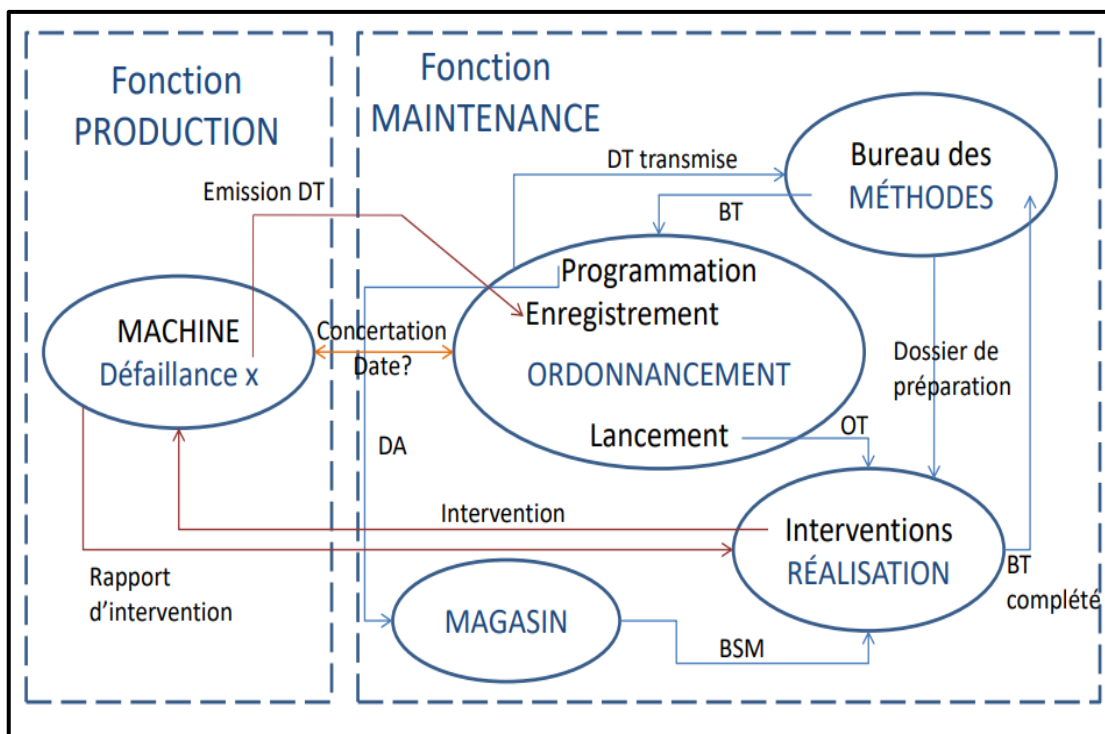 Fonction
PRODUCTION
Fonction
MAINTENANCE
Emission DT
DT transmise
Bureau des
MÉTHODES
BT
Programmation
Enregistrement
ORDONNANCEMENT
Lancement
MACHINE
Défaillance x
Concertation
Date?
Dossier de
préparation
OT
DA
Intervention
Interventions
RÉALISATION
Rapport
d’intervention
BT
complété
MAGASIN
BSM